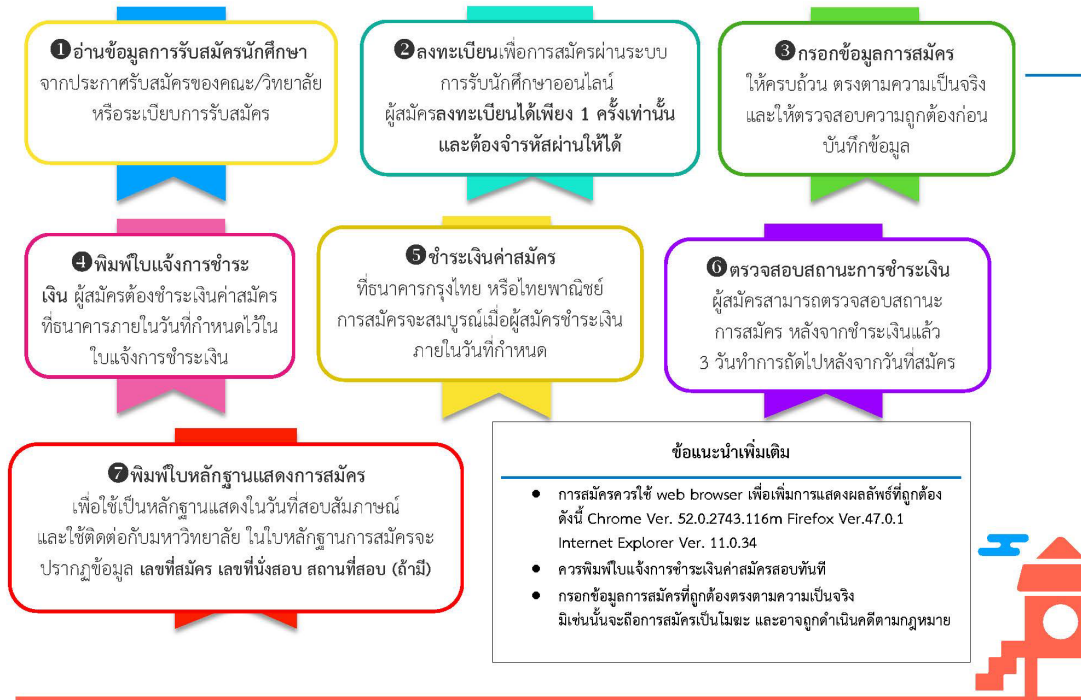 ❶อ่านข้อมูลการรับสมัครนักศึกษา
จากประกาศรับสมัครของคณะ/วิทยาลัย
หรือระเบียบการรับสมัคร
❷ลงทะเบียนเพื่อการสมัครผ่านระบบ
การรับนักศึกษาออนไลน์
ผู้สมัครลงทะเบียนได้เพียง 1 ครั้งเท่านั้น
และต้องจำรหัสผ่านให้ได้
❸กรอกข้อมูลการสมัคร
ให้ครบถ้วน ตรงตามความเป็นจริง
และให้ตรวจสอบความถูกต้องก่อน
บันทึกข้อมูล
❹พิมพ์ใบแจ้งการชำระ
เงิน ผู้สมัครต้องชำระเงินค่าสมัคร
ที่ธนาคารภายในวันที่กำหนดไว้ใน
ใบแจ้งการชำระเงิน
❺ชำระเงินค่าสมัคร
ที่ธนาคารกรุงไทย หรือไทยพาณิชย์
การสมัครจะสมบูรณ์เมื่อผู้สมัครชำระเงิน
ภายในวันที่กำหนด
❻ตรวจสอบสถานะการชำระเงิน
ผู้สมัครสามารถตรวจสอบสถานะ
การสมัคร หลังจากชำระเงินแล้ว
3 วันทำการถัดไปหลังจากวันที่สมัคร
❼พิมพ์ใบหลักฐานแสดงการสมัคร
เพื่อใช้เป็นหลักฐานแสดงในวันที่สอบสัมภาษณ์
และใช้ติดต่อกับมหาวิทยาลัย ในใบหลักฐานการสมัครจะ
ปรากฏข้อมูล เลขที่สมัคร เลขที่นั่งสอบ สถานที่สอบ (ถ้ามี)
ข้อแนะนำเพิ่มเติม
● การสมัครควรใช้ web browser เพื่อเพิ่มการแสดงผลลัพธ์ที่ถูกต้อง
ดังนี้ Chrome Ver. 52.0.2743.116m Firefox Ver.47.0.1
Internet Explorer Ver. 11.0.34
● ควรพิมพ์ใบแจ้งการชำระเงินค่าสมัครสอบทันที
● กรอกข้อมูลการสมัครที่ถูกต้องตรงตามความเป็นจริง
มิเช่นนั้นจะถือการสมัครเป็นโมฆะ และอาจถูกดำเนินคดีตามกฎหมาย